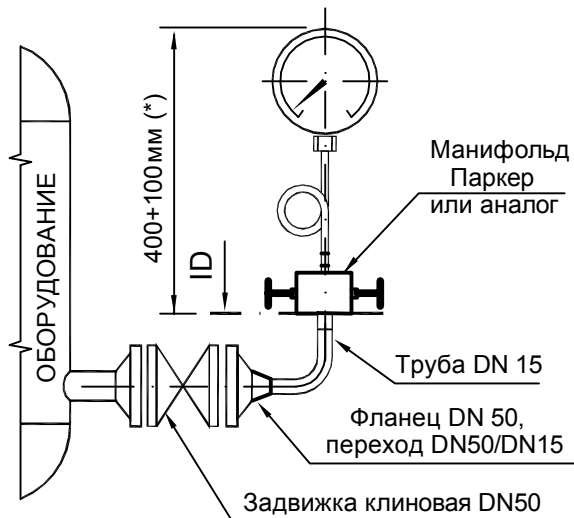 400+100мм (*)
ОБОРУДОВАНИЕ
ID
Манифольд
Паркер
или аналог
Труба DN 15
Фланец DN 50,
переход DN50/DN15
Задвижка клиновая DN50